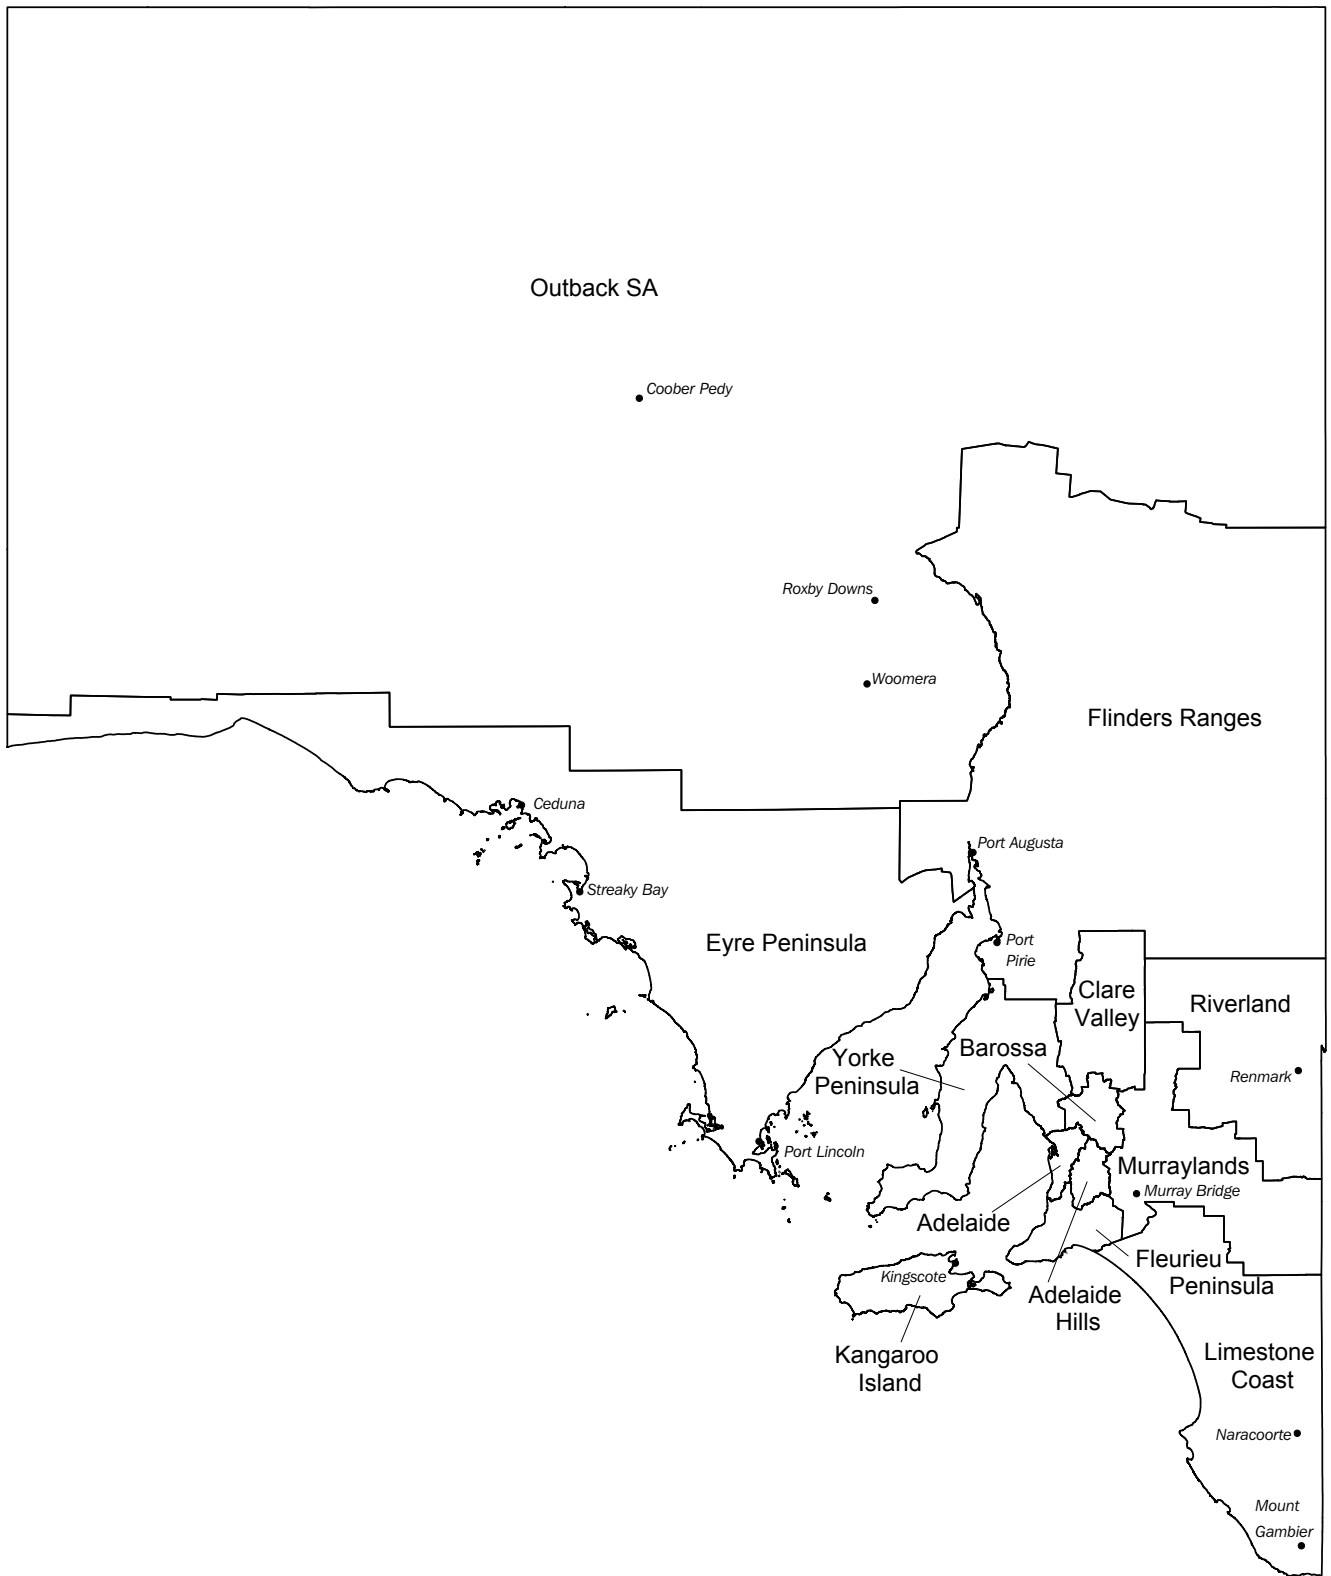 Outback SA
Coober Pedy
Roxby Downs
Woomera
Flinders Ranges
Ceduna
Port Augusta
Streaky Bay
Eyre Peninsula
Port
Pirie
Clare
Valley
Riverland
Yorke
Peninsula
Barossa
Renmark
Port Lincoln
Murraylands
Murray Bridge
Adelaide
Fleurieu
Peninsula
Kingscote
Adelaide
Hills
Kangaroo
Island
Limestone
Coast
Naracoorte
Mount
Gambier